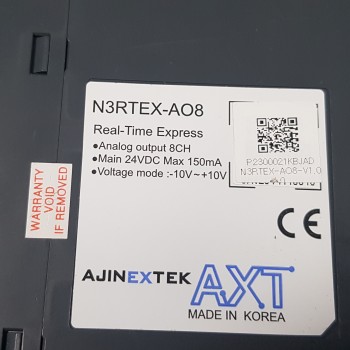 N3RTEX-AO8
Real-Time Express
•Analog output 8CH
•Main 24VDC Max 150mA
•Voltage mode :-10V~+10V
P2300021KBJAD
N3RTEX-AO8-V1.0
CE
WARRANTY
VOID
IF REMOVED
AJINEXTEK AXT
MADE IN KOREA